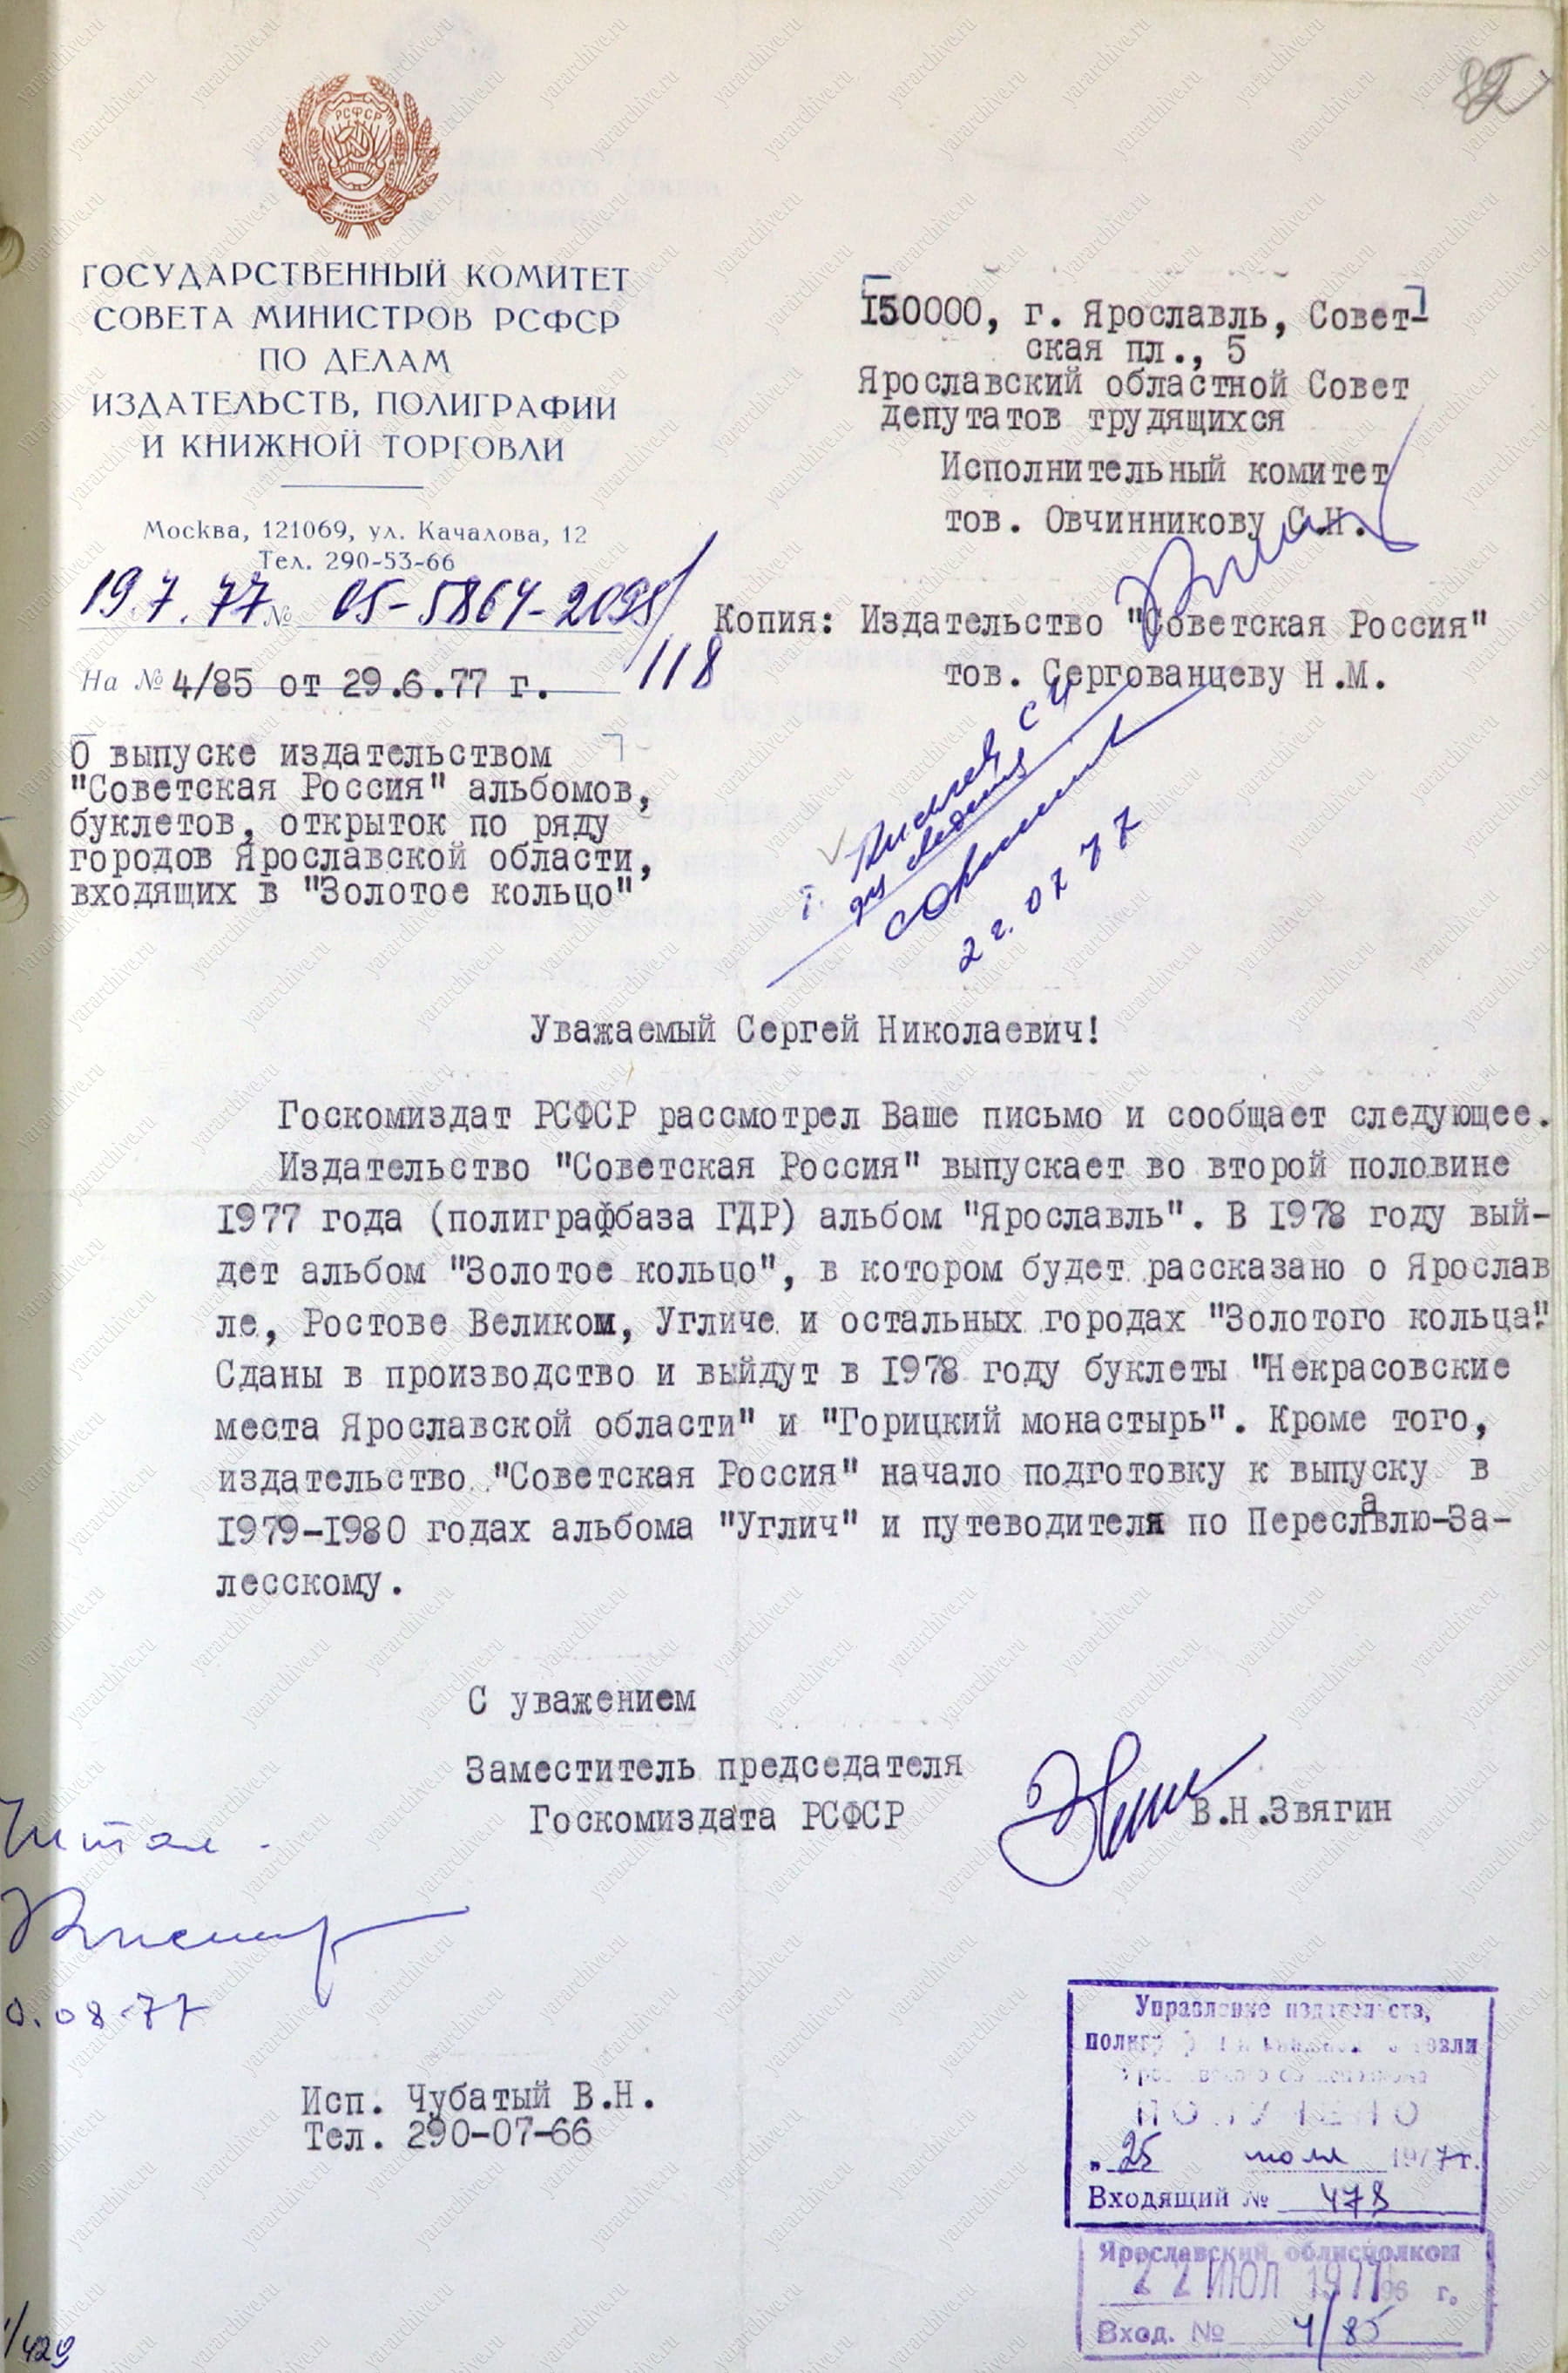 РСФСР
ГОСУДАРСТВЕННЫЙ КОМИТЕТ
СОВЕТА МИНИСТРОВ РСФСР
ПО ДЕЛАМ
ИЗДАТЕЛЬСТВ, ПОЛИГРАФИИ
И КНИЖНОЙ ТОРГОВЛИ
Москва, 121069, ул. Качалова, 12
Тел. 290-53-66
19.7.77 № 05-5864-2098/
118
На № 4/85 от 29.6.77 г.
150000, г. Ярославль, Совет-
ская пл., 5
Ярославский областной Совет
депутатов трудящихся
Исполнительный комитет
тов. Овчинникову С.Н.
Копия: Издательство "Советская Россия"
тов. Сергованцеву Н.М.
О выпуске издательством
"Советская Россия" альбомов,
буклетов, открыток по ряду
городов Ярославской области,
входящих в "Золотое кольцо"
Уважаемый Сергей Николаевич!
Госкомиздат РСФСР рассмотрел Ваше письмо и сообщает следующее.
Издательство "Советская Россия" выпускает во второй половине
1977 года (полиграфбаза ГДР) альбом "Ярославль". В 1978 году вый-
дет альбом "Золотое кольцо", в котором будет рассказано о Ярослав
ле, Ростове Великом, Угличе и остальных городах "Золотого кольца".
Сданы в производство и выйдут в 1978 году буклеты "Некрасовские
места Ярославской области" и "Горицкий монастырь". Кроме того,
издательство "Советская Россия" начало подготовку к выпуску в
1979-1980 годах альбома "Углич" и путеводителя по Переславлю-За-
лесскому.
С уважением
Заместитель председателя
Госкомиздата РСФСР
В.Н.Звягин
Читал
08.77
Исп. Чубатый В.Н.
Тел. 290-07-66
Управление издательств,
ПОЛУЧЕНО
"25 июля 1977г.
Входящий № 478
Ярославский облисполком
22 ИЮЛ 1977 г.
Вход. № 4/85
/429
yararchive.ru